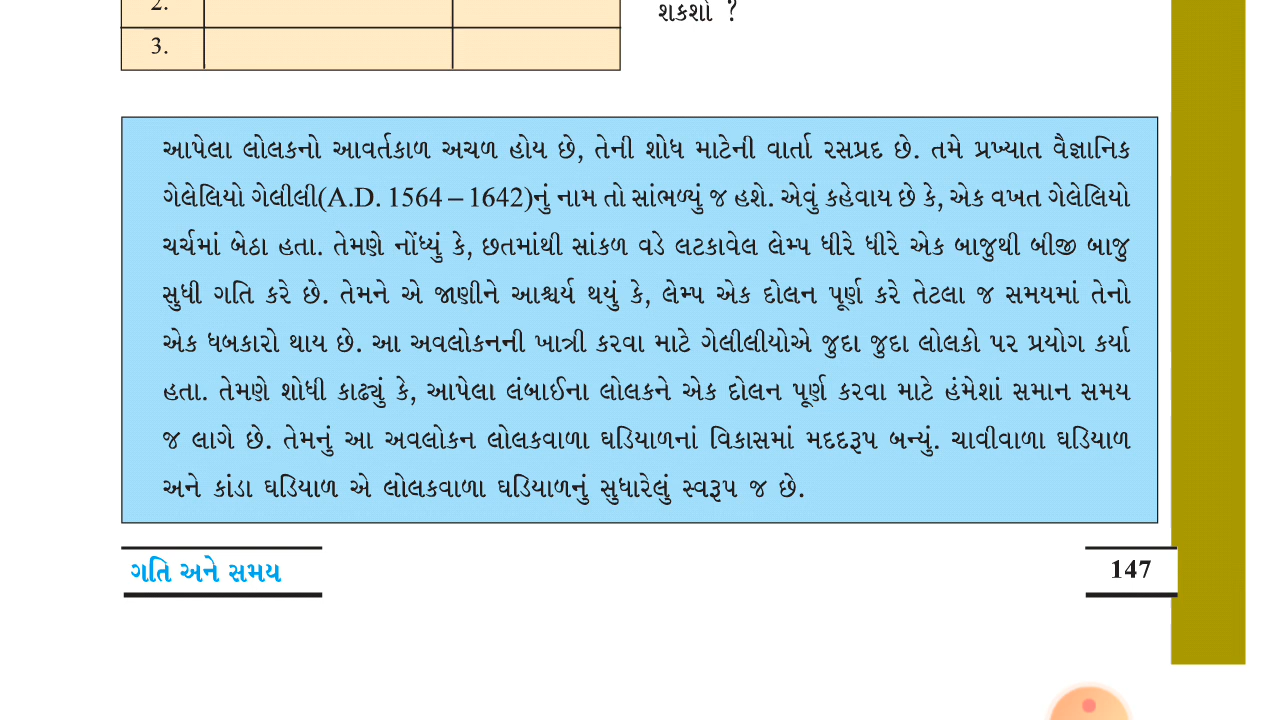 2.
શકશો ?
3.
આપેલા લોલકનો આવર્તકાળ અચળ હોય છે, તેની શોધ માટેની વાર્તા રસપ્રદ છે. તમે પ્રખ્યાત વૈજ્ઞાનિક
ગેલેલિયો ગેલીલી(A.D. 1564 – 1642)નું નામ તો સાંભળ્યું જ હશે. એવું કહેવાય છે કે, એક વખત ગેલેલિયો
ચર્ચમાં બેઠા હતા. તેમણે નોંધ્યું કે, છતમાંથી સાંકળ વડે લટકાવેલ લેમ્પ ધીરે ધીરે એક બાજુથી બીજી બાજુ
સુધી ગતિ કરે છે. તેમને એ જાણીને આશ્ચર્ય થયું કે, લેમ્પ એક દોલન પૂર્ણ કરે તેટલા જ સમયમાં તેનો
એક ધબકારો થાય છે. આ અવલોકનની ખાત્રી કરવા માટે ગેલીલીયોએ જુદા જુદા લોલકો પર પ્રયોગ કર્યા
હતા. તેમણે શોધી કાઢ્યું કે, આપેલા લંબાઈના લોલકને એક દોલન પૂર્ણ કરવા માટે હંમેશાં સમાન સમય
જ લાગે છે. તેમનું આ અવલોકન લોલકવાળા ઘડિયાળનાં વિકાસમાં મદદરૂપ બન્યું. ચાવીવાળા ઘડિયાળ
અને કાંડા ઘડિયાળ એ લોલકવાળા ઘડિયાળનું સુધારેલું સ્વરૂપ જ છે.
ગતિ અને સમય
147